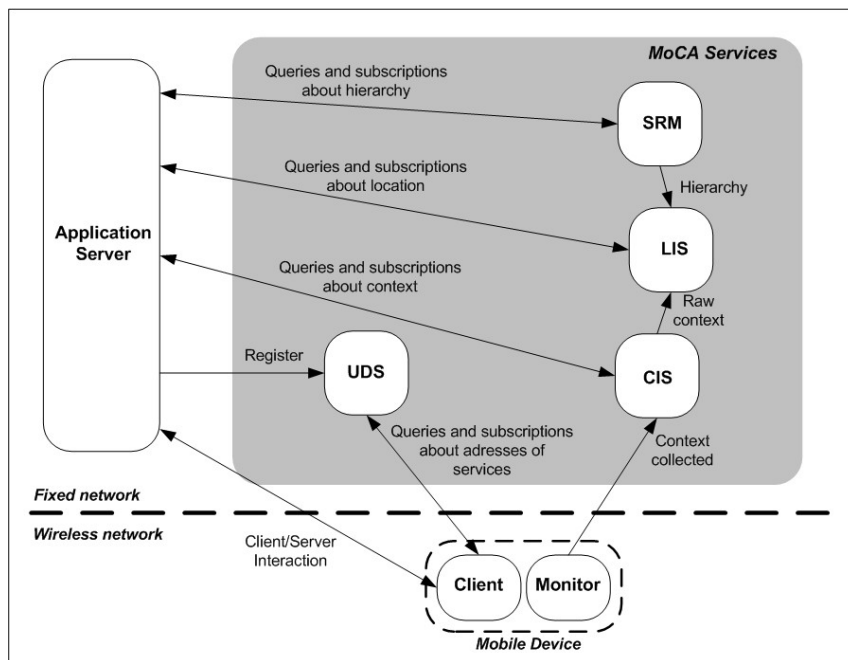 MoCA Services
Queries and subscriptions
about hierarchy
SRM
Queries and subscriptions
about location
Hierarchy
Application
Server
LIS
Queries and subscriptions
about context
Raw
context
Register
UDS
CIS
Queries and subscriptions
about adresses of
services
Context
collected
Fixed network
Wireless network
Client/Server
Interaction
Client
Monitor
Mobile Device